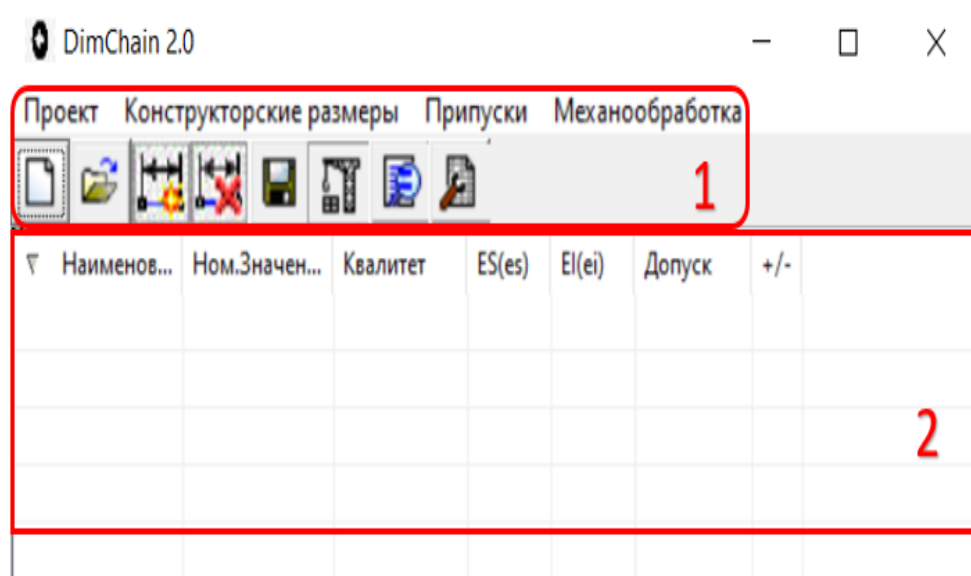 DimChain 2.0
Проект Конструкторские размеры Припуски Механообработка
1
Наименов... Ном.Значен... Квалитет ES(es) EI(ei) Допуск +/-
2